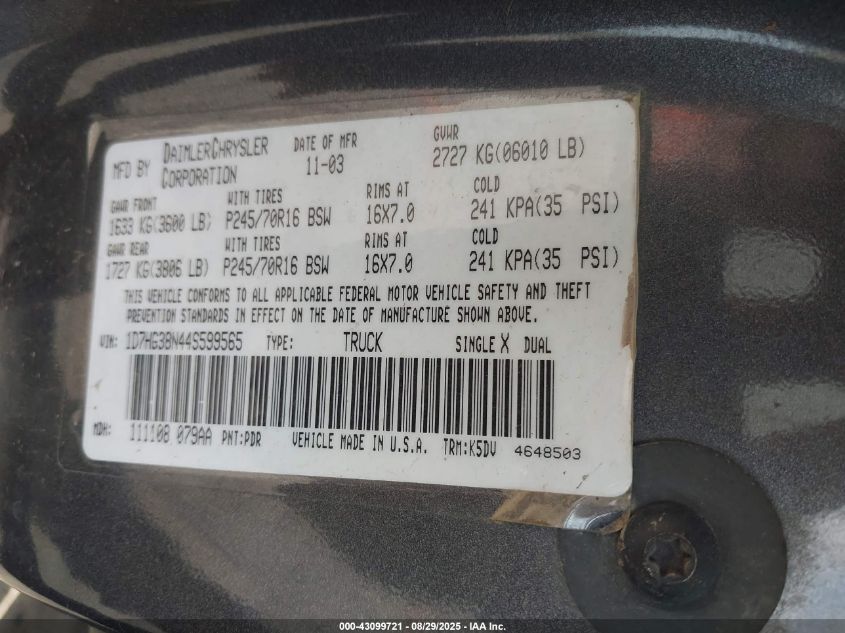 MFD BY DAIMLERCHRYSLER CORPORATION DATE OF MFR 11-03 GVWR 2727 KG(06010 LB)
GAWR FRONT WITH TIRES RIMS AT COLD
1633 KG(3600 LB) P245/70R16 BSW 16X7.0 241 KPA(35 PSI)
GAWR REAR WITH TIRES RIMS AT COLD
1727 KG(3806 LB) P245/70R16 BSW 16X7.0 241 KPA(35 PSI)
THIS VEHICLE CONFORMS TO ALL APPLICABLE FEDERAL MOTOR VEHICLE SAFETY AND THEFT
PREVENTION STANDARDS IN EFFECT ON THE DATE OF MANUFACTURE SHOWN ABOVE.
VIN: 1D7HG38N44S599565 TYPE: TRUCK SINGLE X DUAL
MDH: 111108 079AA PNT:PDR VEHICLE MADE IN U.S.A. TRM:K5DV 4648503
000-43099721 | 08/29/2025 | IAA Inc.